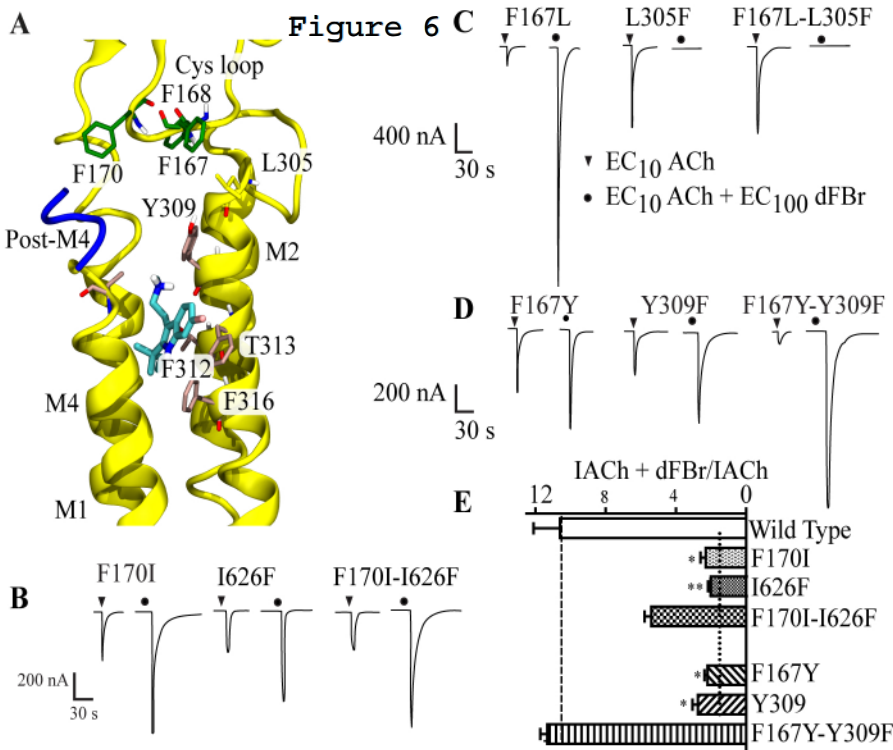 Figure 6
A
Cys loop
F168
F170
F167
L305
Y309
Post-M4
M2
F312
T313
M4
F316
M1
B
F170I I626F F170I-I626F
200 nA
30 s
C
F167L L305F F167L-L305F
400 nA
30 s
EC10 ACh
EC10 ACh + EC100 dFBr
D
F167Y Y309F F167Y-Y309F
200 nA
30 s
E
IACh + dFBr/IACh
12 8 4 0
Wild Type
* F170I
** I626F
F170I-I626F
* F167Y
* Y309
F167Y-Y309F